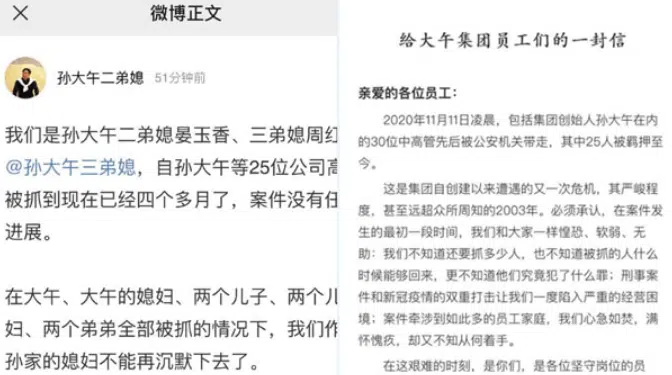 微博正文
孙大午二弟媳 51分钟前
我们是孙大午二弟媳晏玉香、三弟媳周红
@孙大午三弟媳，自孙大午等25位公司高
被抓到现在已经四个多月了，案件没有任
进展。
在大午、大午的媳妇、两个儿子、两个儿
妇、两个弟弟全部被抓的情况下，我们作
孙家的媳妇不能再沉默下去了。
给大午集团员工们的一封信
亲爱的各位员工：
2020年11月11日凌晨，包括集团创始人孙大午在内
的30位中高管先后被公安机关带走，其中25人被羁押至
今。
这是集团自创建以来遭遇的又一次危机，其严峻程
度，甚至远超众所周知的2003年。必须承认，在案件发
生的最初一段时间，我们和大家一样惶恐、软弱、无
助：我们不知道还要抓多少人，也不知道被抓的人什么
时候能够回来，更不知道他们究竟犯了什么罪；刑事案
件和新冠疫情的双重打击让我们一度陷入严重的经营困
境；案件牵涉到如此多的员工家庭，我们心急如焚，满
怀愧疚，却又不知从何着手。
在这艰难的时刻，是你们，是各位坚守岗位的员